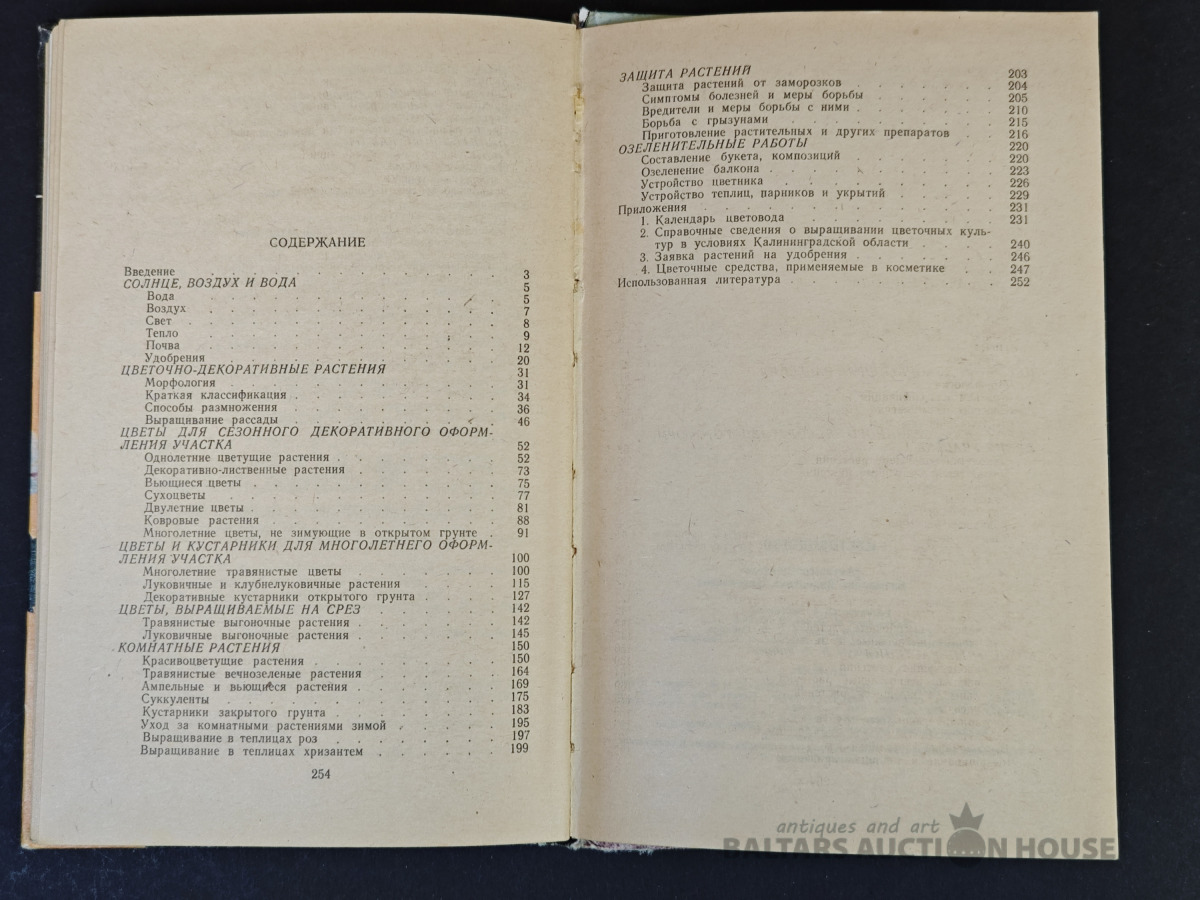 СОДЕРЖАНИЕ
Введение . . . . . . . . . . . . 3
СОЛНЦЕ, ВОЗДУХ И ВОДА 5
Вода . . . . . . . . . . . . 5
Воздух . . . . . . . . . . . . 7
Свет . . . . . . . . . . . . 8
Тепло . . . . . . . . . . . . 9
Почва . . . . . . . . . . . . 12
Удобрения . . . . . . . . . . . 20
ЦВЕТОЧНО-ДЕКОРАТИВНЫЕ РАСТЕНИЯ 31
Морфология . . . . . . . . . . 31
Краткая классификация . . . . . . . . 34
Способы размножения . . . . . . . . 36
Выращивание рассады . . . . . . . . 46
ЦВЕТЫ ДЛЯ СЕЗОННОГО ДЕКОРАТИВНОГО ОФОРМ-
ЛЕНИЯ УЧАСТКА 52
Однолетние цветущие растения . . . . . . 52
Декоративно-лиственные растения . . . . . . 73
Вьющиеся цветы . . . . . . . . . 75
Сухоцветы . . . . . . . . . . 77
Двулетние цветы . . . . . . . . . 81
Ковровые растения . . . . . . . . 88
Многолетние цветы, не зимующие в открытом грунте . 91
ЦВЕТЫ И КУСТАРНИКИ ДЛЯ МНОГОЛЕТНЕГО ОФОРМ-
ЛЕНИЯ УЧАСТКА 100
Многолетние травянистые цветы . . . . . . 100
Луковичные и клубнелуковичные растения . . . . 115
Декоративные кустарники открытого грунта . . . . 127
ЦВЕТЫ, ВЫРАЩИВАЕМЫЕ НА СРЕЗ . . . . . 142
Травянистые выгоночные растения . . . . . . 142
Луковичные выгоночные растения . . . . . . 145
КОМНАТНЫЕ РАСТЕНИЯ 150
Красивоцветущие растения . . . . . . . 150
Травянистые вечнозеленые растения . . . . . 164
Ампельные и вьющиеся растения . . . . . . 169
Суккуленты . . . . . . . . . . 175
Кустарники закрытого грунта . . . . . . . 183
Уход за комнатными растениями зимой . . . . . 195
Выращивание в теплицах роз . . . . . . . 197
Выращивание в теплицах хризантем . . . . . 199
254
ЗАЩИТА РАСТЕНИЙ 203
Защита растений от заморозков . . . . . . 204
Симптомы болезней и меры борьбы . . . . . 205
Вредители и меры борьбы с ними . . . . . . 210
Борьба с грызунами . . . . . . . . 215
Приготовление растительных и других препаратов . . 216
ОЗЕЛЕНИТЕЛЬНЫЕ РАБОТЫ 220
Составление букета, композиций . . . . . . 220
Озеленение балкона . . . . . . . . 223
Устройство цветника . . . . . . . . 226
Устройство теплиц, парников и укрытий . . . . 229
Приложения . . . . . . . . . . . 231
1. Календарь цветовода . . . . . . . 231
2. Справочные сведения о выращивании цветочных куль-
тур в условиях Калининградской области . . . . 240
3. Заявка растений на удобрения . . . . . 246
4. Цветочные средства, применяемые в косметике . . 247
Использованная литература . . . . . . . . 252
antiques and art
BALTARS AUCTION HOUSE